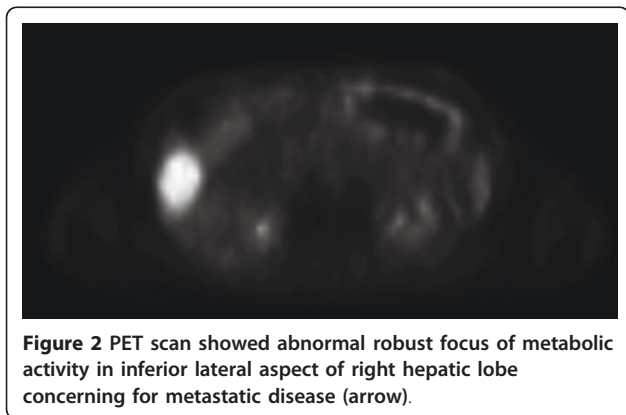 Figure 2 PET scan showed abnormal robust focus of metabolic
activity in inferior lateral aspect of right hepatic lobe
concerning for metastatic disease (arrow).